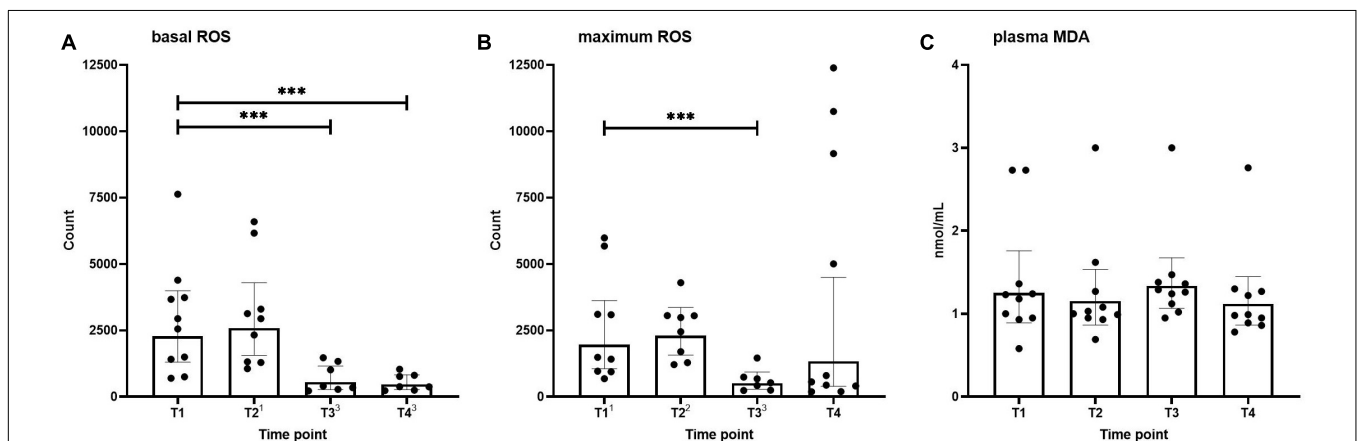 A basal ROS
12500
10000
7500
5000
2500
0
Count
***
***
T1 T2¹ T3³ T4³
Time point
B maximum ROS
12500
10000
7500
5000
2500
0
Count
***
T1¹ T2² T3³ T4
Time point
C plasma MDA
4
3
2
1
0
nmol/mL
T1 T2 T3 T4
Time point